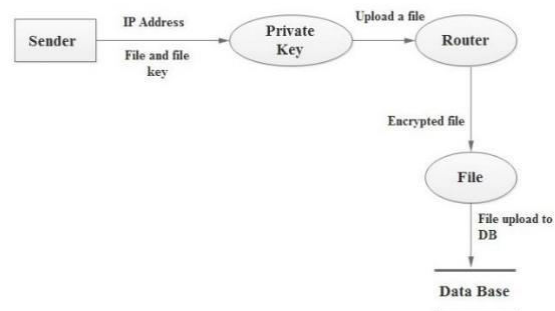 IP Address
Upload a file
Sender
Private
Key
Router
File and file
key
Encrypted file
File
File upload to
DB
Data Base